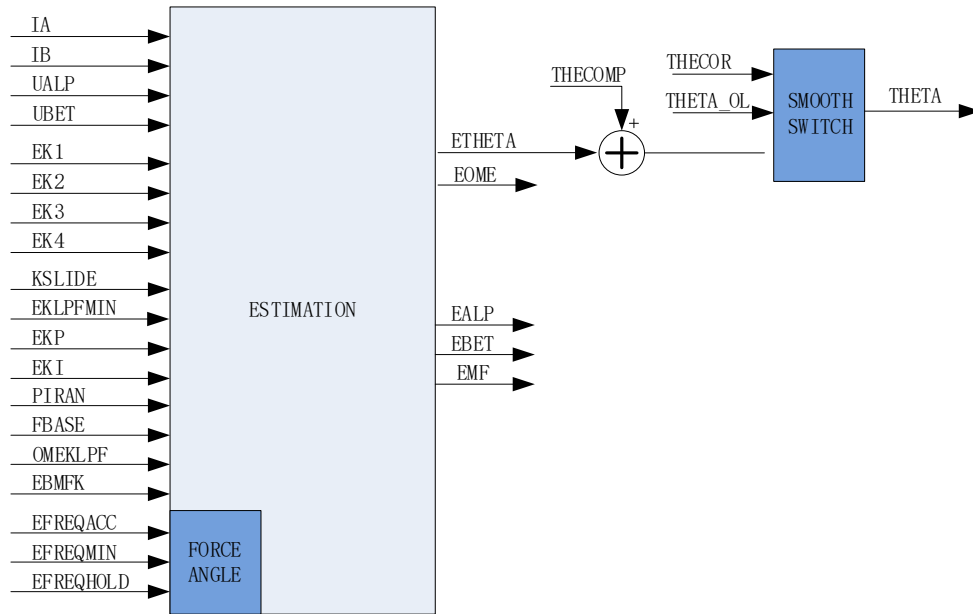 IA
IB
UALP
UBET
EK1
EK2
EK3
EK4
KSLIDE
EKLPFMIN
EKP
EKI
PIRAN
FBASE
OMEKLPF
EBMFK
EFREQACC
EFREQMIN
EFREQHOLD
FORCE
ANGLE
ESTIMATION
ETHETA
EOME
EALP
EBET
EMF
THECOMP
+
THECOR
THETA_OL
SMOOTH
SWITCH
THETA